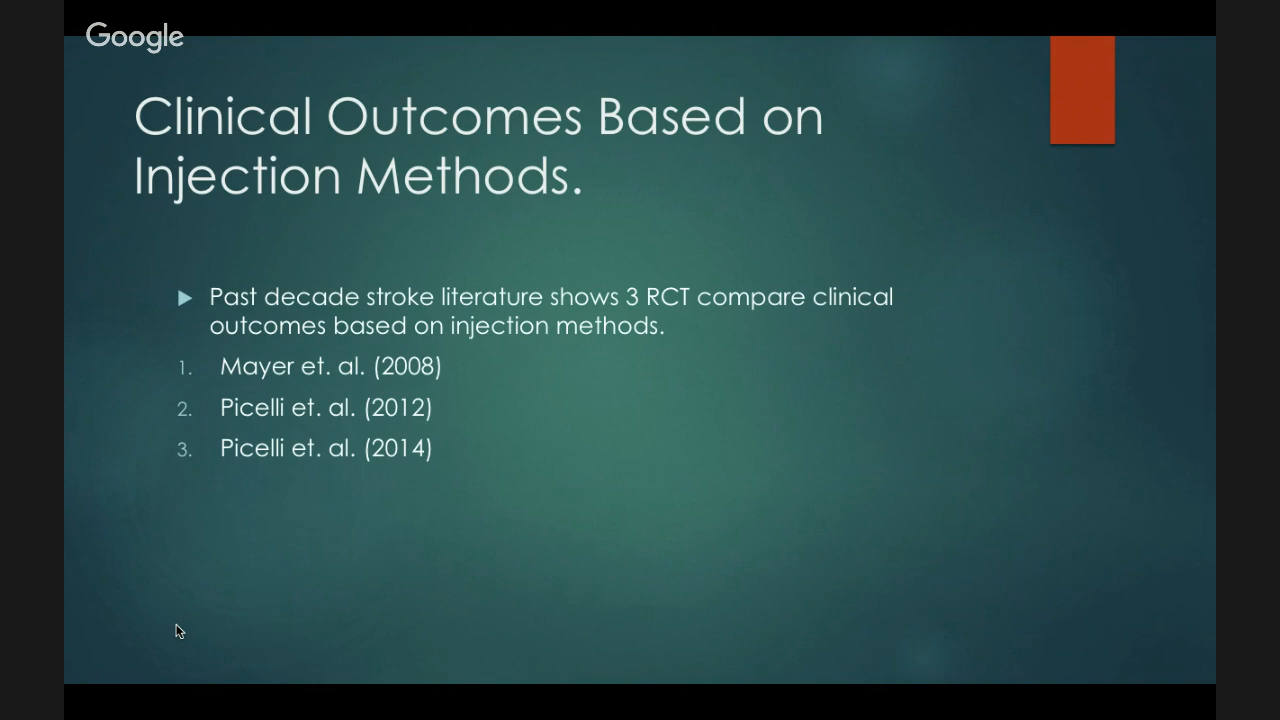 Google
Clinical Outcomes Based on
Injection Methods.
Past decade stroke literature shows 3 RCT compare clinical
outcomes based on injection methods.
1. Mayer et. al. (2008)
2. Picelli et. al. (2012)
3. Picelli et. al. (2014)